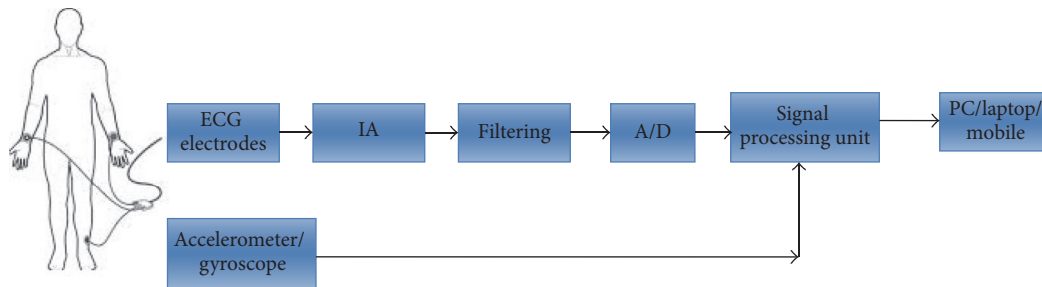 ECG
electrodes
IA
Filtering
A/D
Signal
processing unit
PC/laptop/
mobile
Accelerometer/
gyroscope